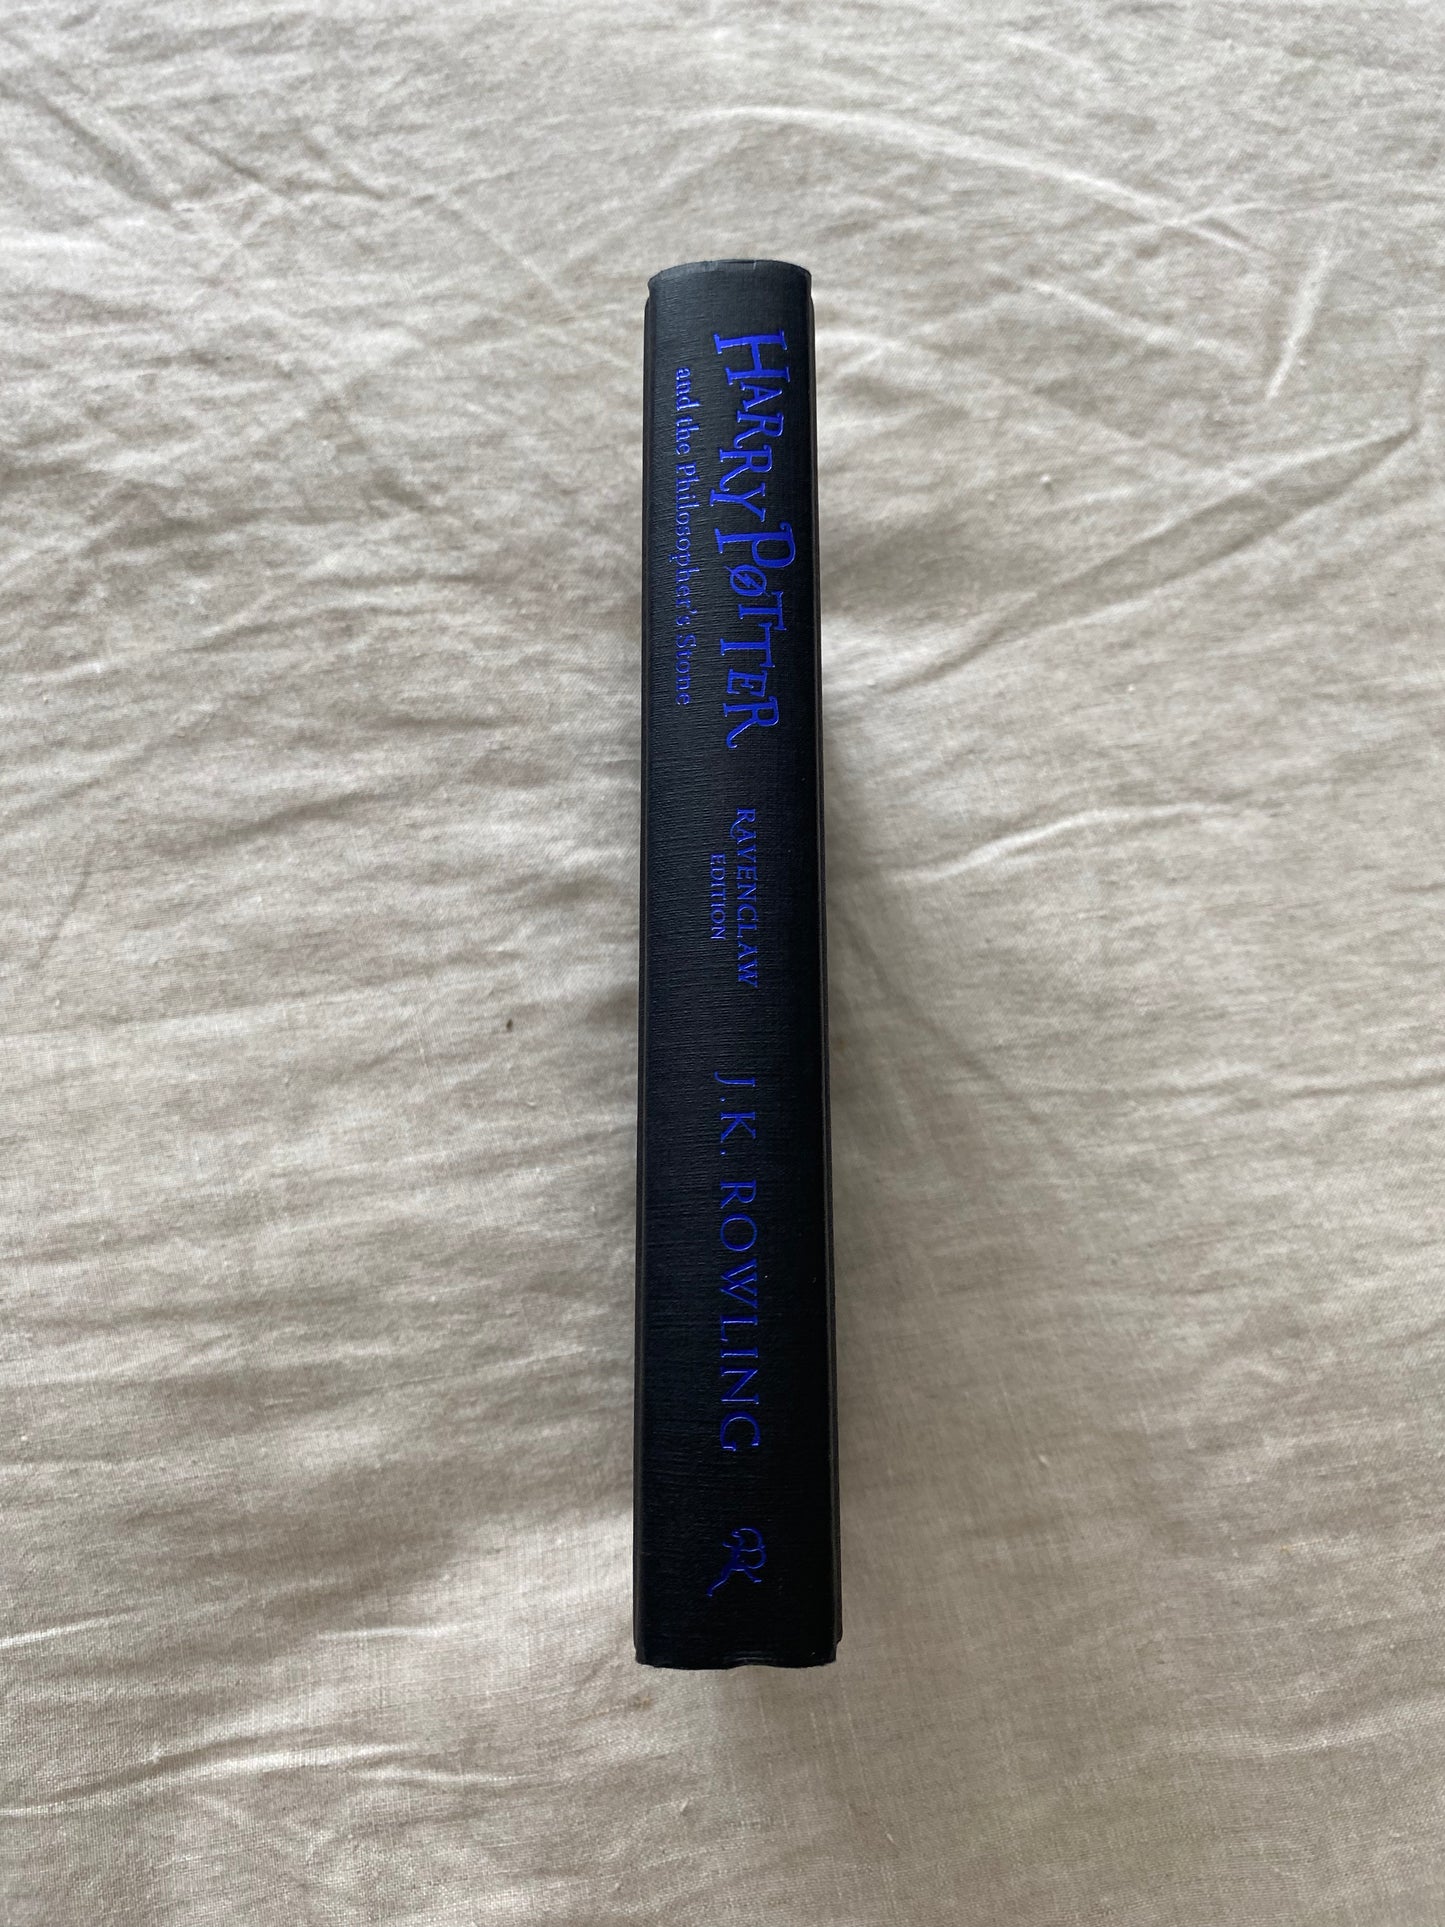 HARRY POTTER
and the Philosopher's Stone
RAVENCLAW
EDITION
J.K. ROWLING